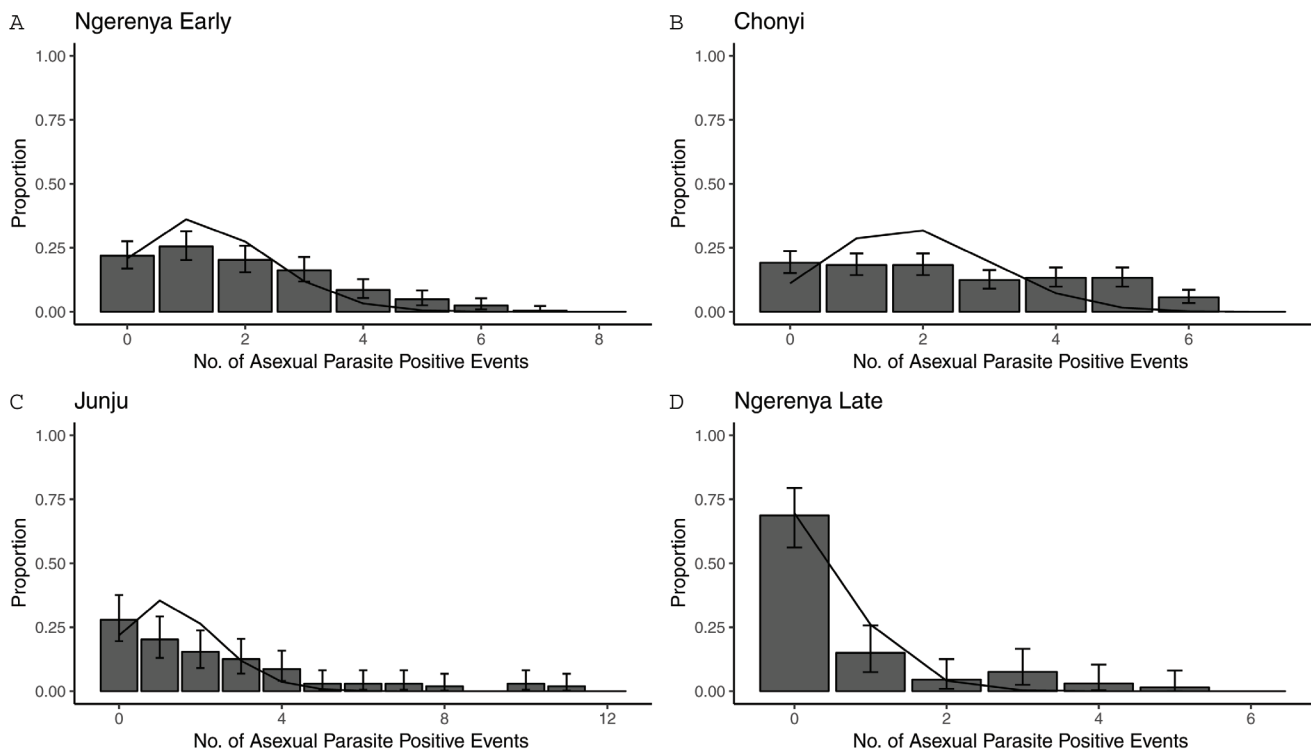 A Ngerenya Early
1.00
0.75
0.50
0.25
0.00
Proportion
0 2 4 6 8
No. of Asexual Parasite Positive Events
B Chonyi
1.00
0.75
0.50
0.25
0.00
Proportion
0 2 4 6
No. of Asexual Parasite Positive Events
C Junju
1.00
0.75
0.50
0.25
0.00
Proportion
0 4 8 12
No. of Asexual Parasite Positive Events
D Ngerenya Late
1.00
0.75
0.50
0.25
0.00
Proportion
0 2 4 6
No. of Asexual Parasite Positive Events